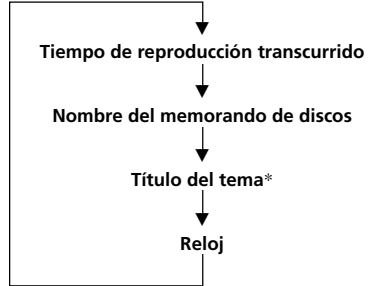 Tiempo de reproducción transcurrido
Nombre del memorando de discos
Título del tema*
Reloj